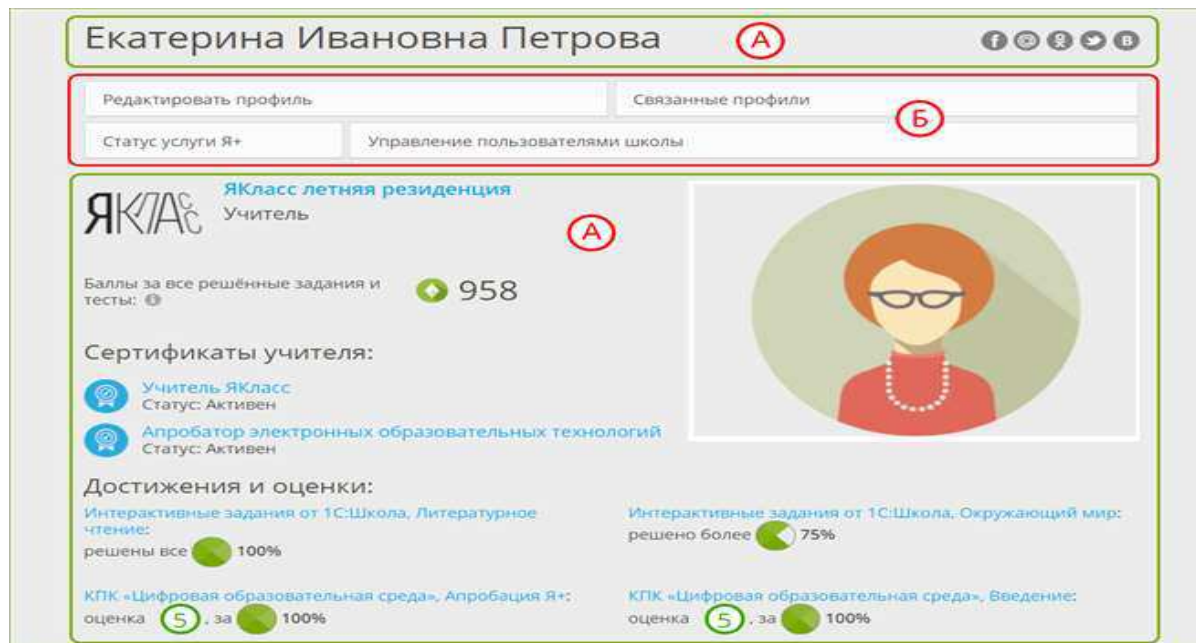 Екатерина Ивановна Петрова А
Редактировать профиль Связанные профили
Б
Статус услуги Я+ Управление пользователями школы
ЯКЛАСС ЯКласс летняя резиденция
Учитель
А
Баллы за все решённые задания и
тесты: 958
Сертификаты учителя:
Учитель ЯКласс
Статус: Активен
Апробатор электронных образовательных технологий
Статус: Активен
Достижения и оценки:
Интерактивные задания от 1С:Школа, Литературное
чтение:
решены все 100%
Интерактивные задания от 1С:Школа, Окружающий мир:
решено более 75%
КПК «Цифровая образовательная среда», Апробация Я+:
оценка 5, за 100%
КПК «Цифровая образовательная среда», Введение:
оценка 5, за 100%